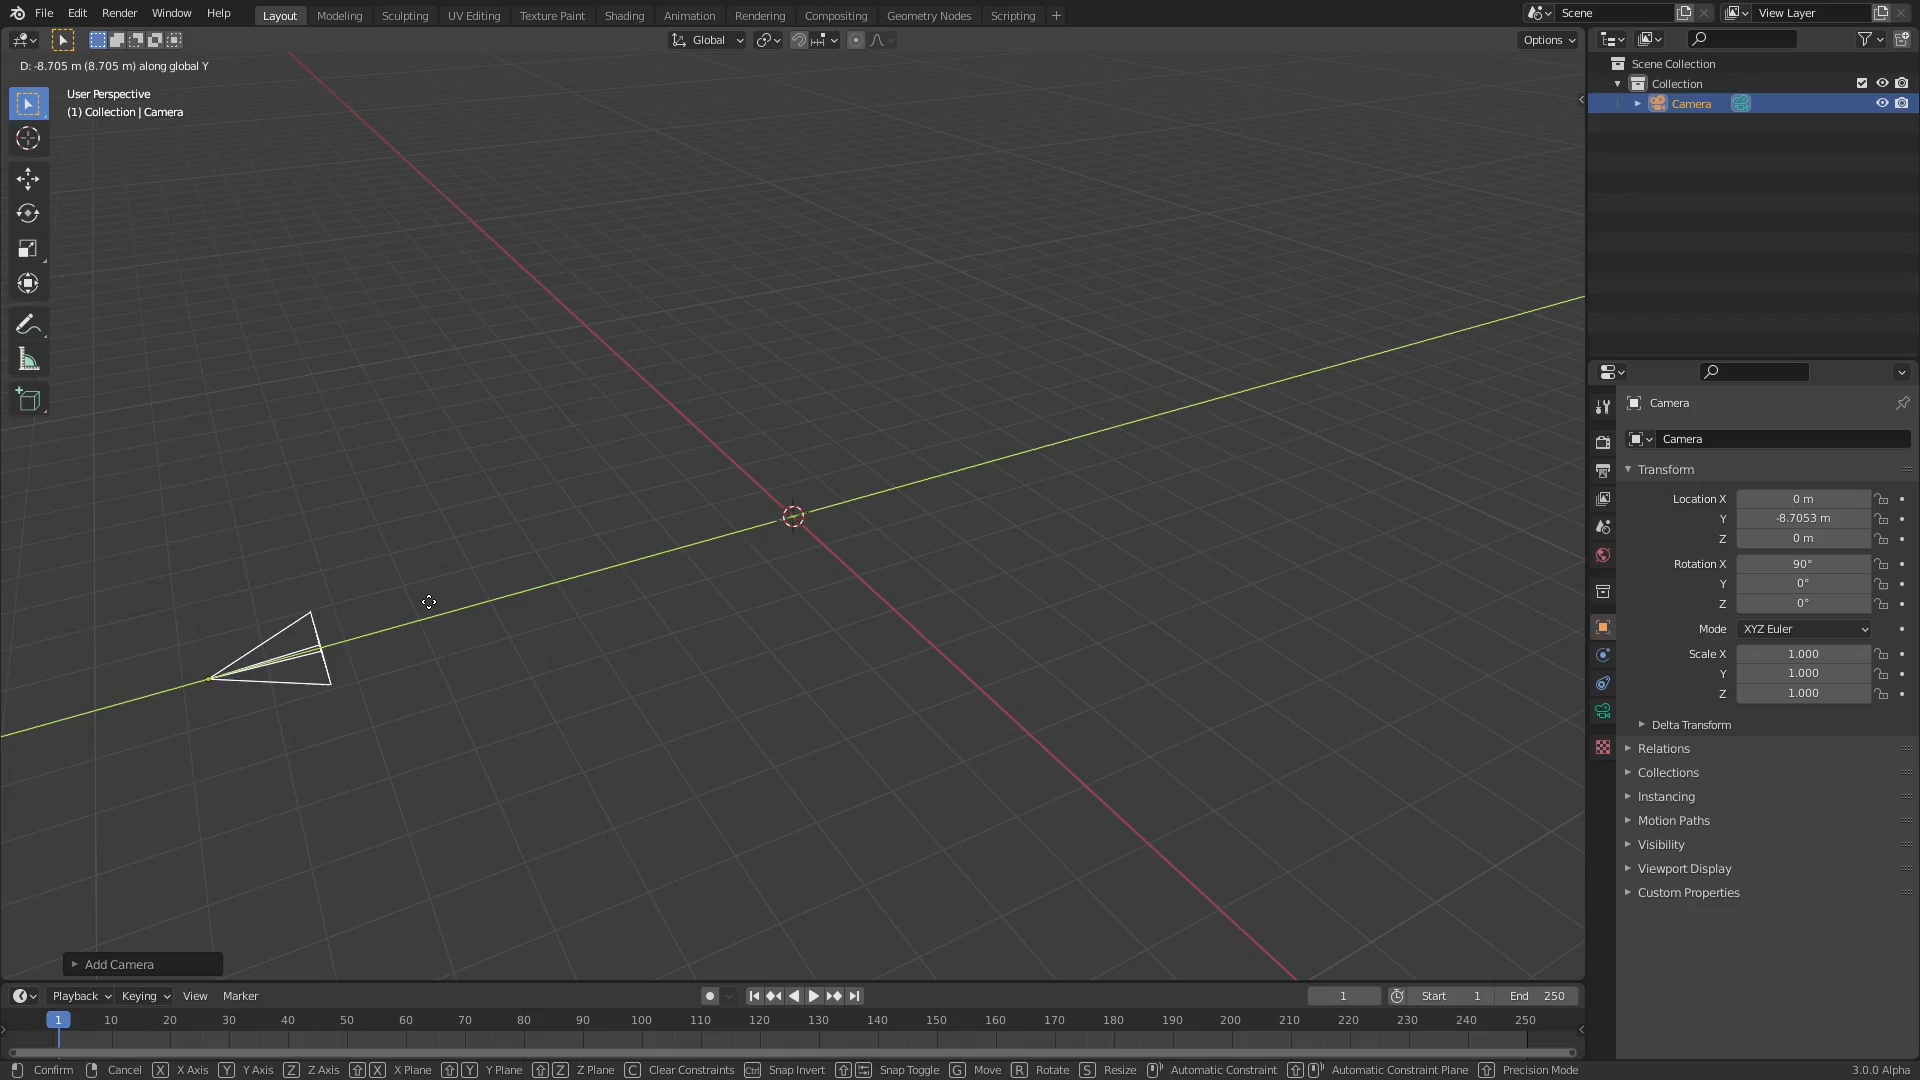 File Edit Render Window Help Layout Modeling Sculpting UV Editing Texture Paint Shading Animation Rendering Compositing Geometry Nodes Scripting + Scene View Layer
Global Options
D: -8.705 m (8.705 m) along global Y
User Perspective
(1) Collection | Camera
Scene Collection
Collection
Camera
Camera
Camera
Transform
Location X 0 m
Y -8.7053 m
Z 0 m
Rotation X 90°
Y 0°
Z 0°
Mode XYZ Euler
Scale X 1.000
Y 1.000
Z 1.000
Delta Transform
Relations
Collections
Instancing
Motion Paths
Visibility
Viewport Display
Custom Properties
Add Camera
Playback Keying View Marker 1 Start 1 End 250
1 10 20 30 40 50 60 70 80 90 100 110 120 130 140 150 160 170 180 190 200 210 220 230 240 250
Confirm Cancel X X Axis Y Y Axis Z Z Axis X X Plane Y Y Plane Z Z Plane C Clear Constraints Ctrl Snap Invert Snap Toggle G Move R Rotate S Resize Automatic Constraint Automatic Constraint Plane Precision Mode 3.0.0 Alpha